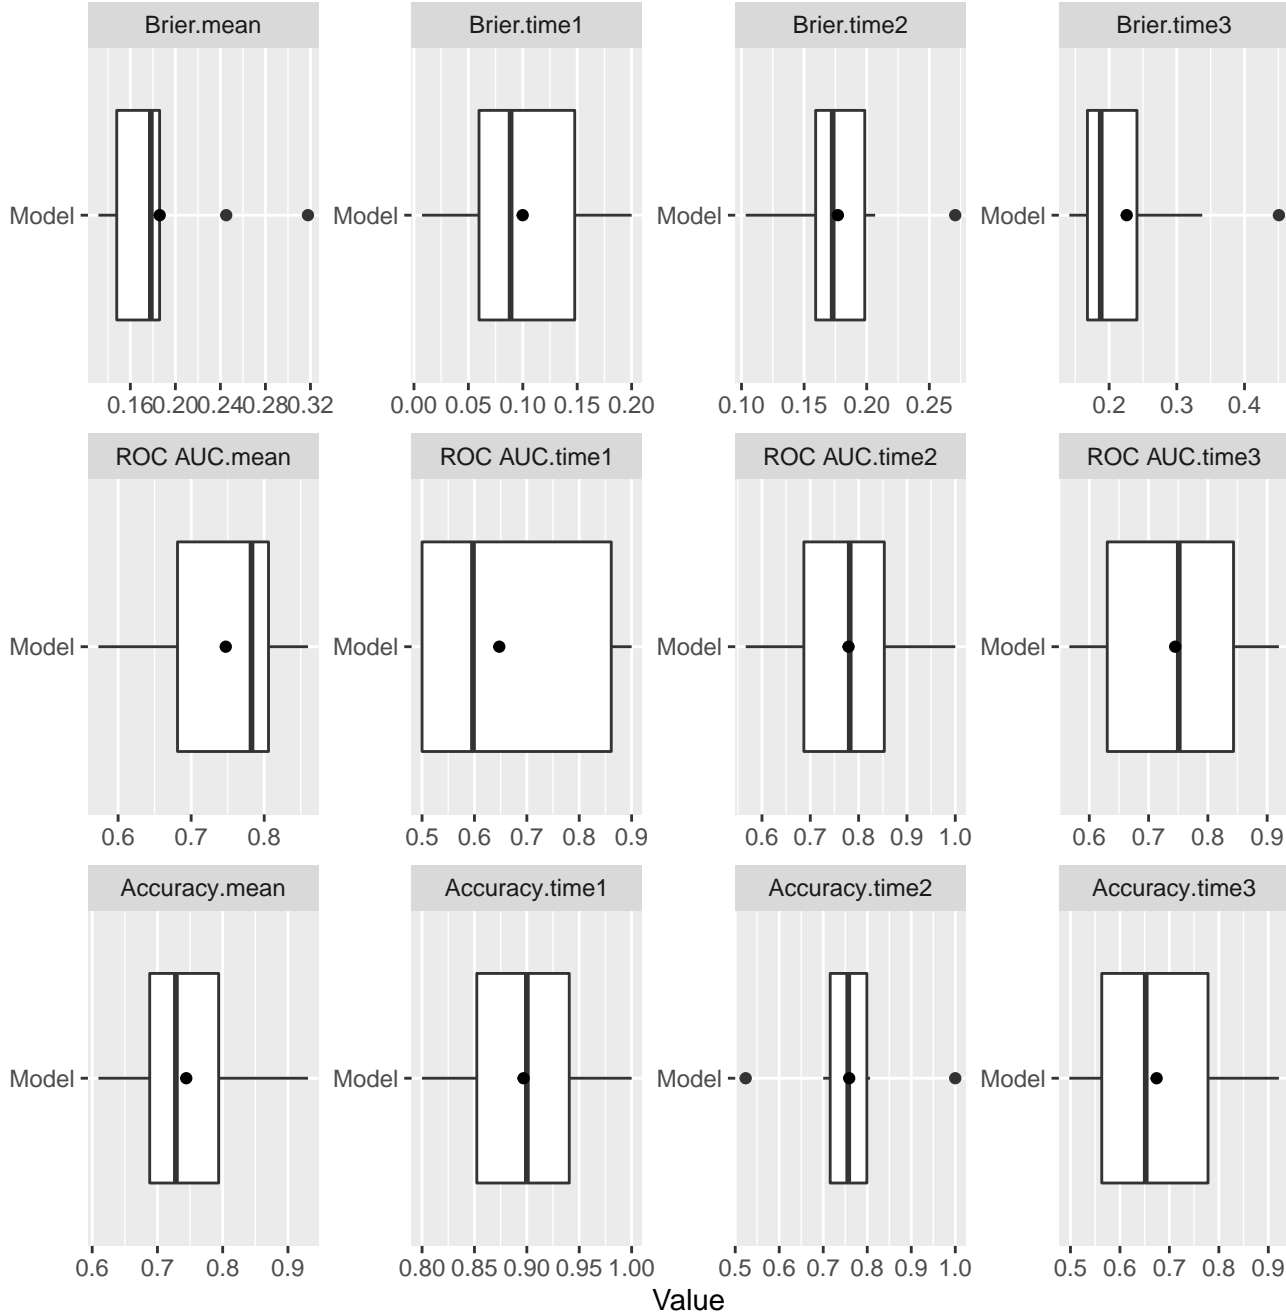 Brier.mean Brier.time1 Brier.time2 Brier.time3
Model Model Model Model
0.16 0.20 0.24 0.28 0.32 0.00 0.05 0.10 0.15 0.20 0.10 0.15 0.20 0.25 0.2 0.3 0.4
ROC AUC.mean ROC AUC.time1 ROC AUC.time2 ROC AUC.time3
Model Model Model Model
0.6 0.7 0.8 0.5 0.6 0.7 0.8 0.9 0.6 0.7 0.8 0.9 1.0 0.6 0.7 0.8 0.9
Accuracy.mean Accuracy.time1 Accuracy.time2 Accuracy.time3
Model Model Model Model
0.6 0.7 0.8 0.9 0.80 0.85 0.90 0.95 1.00 0.5 0.6 0.7 0.8 0.9 1.0 0.5 0.6 0.7 0.8 0.9
Value